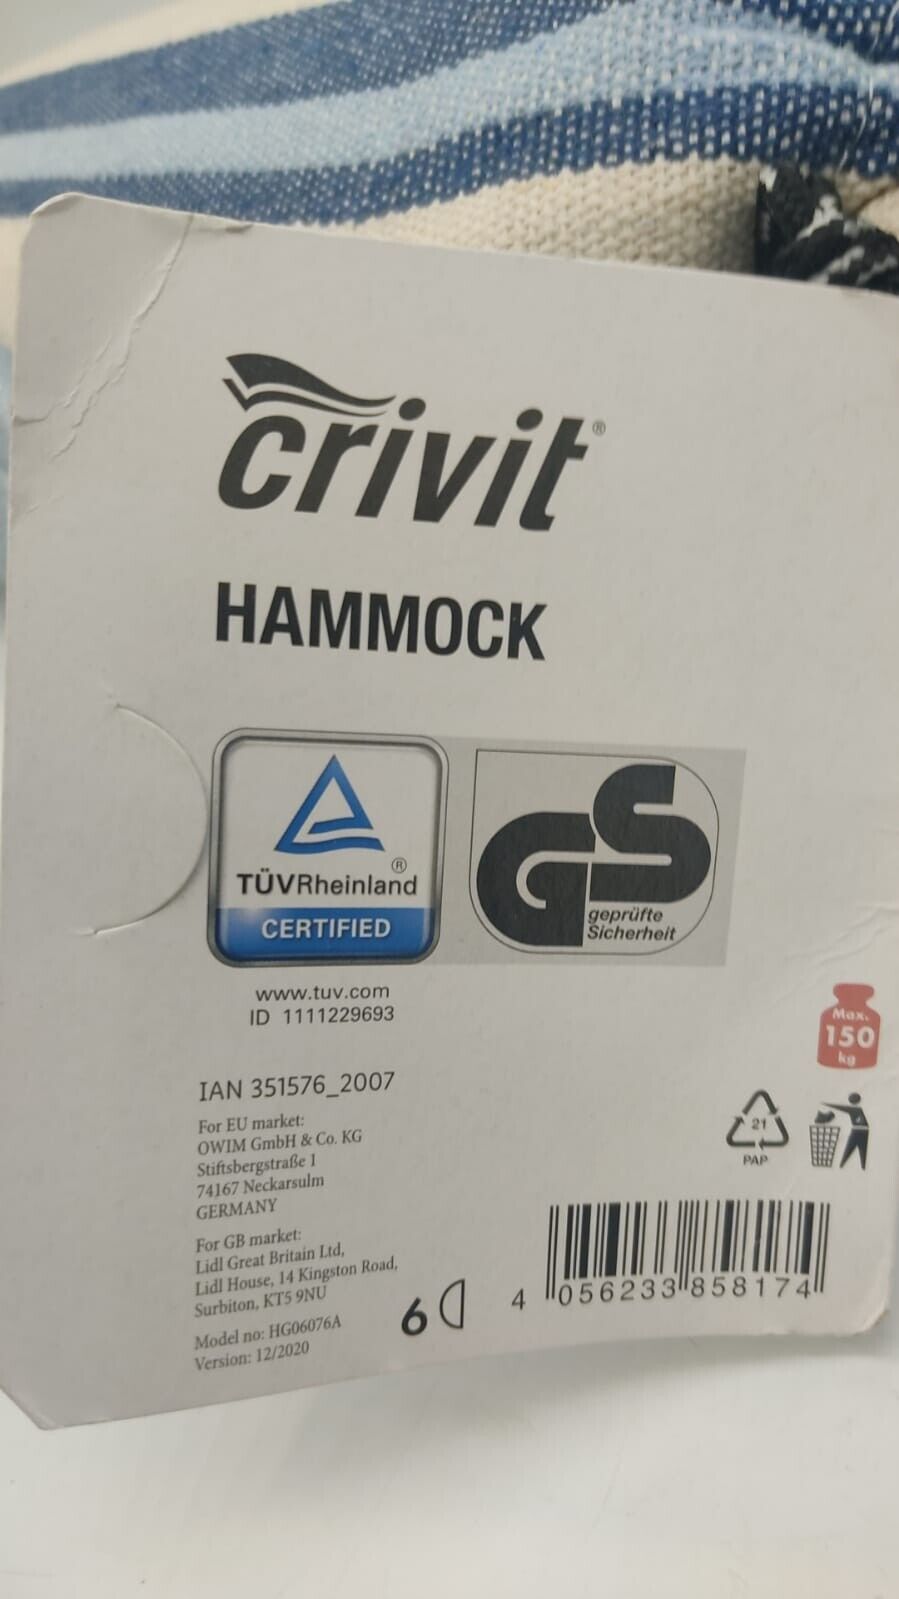 crivit®
HAMMOCK
TÜVRheinland®
CERTIFIED
GS
geprüfte
Sicherheit
www.tuv.com
ID 1111229693
Max.
150
kg
IAN 351576_2007
For EU market:
OWIM GmbH & Co. KG
Stiftsbergstraße 1
74167 Neckarsulm
GERMANY
21
PAP
For GB market:
Lidl Great Britain Ltd,
Lidl House, 14 Kingston Road,
Surbiton, KT5 9NU
Model no: HG06076A
Version: 12/2020
6
4 056233 858174